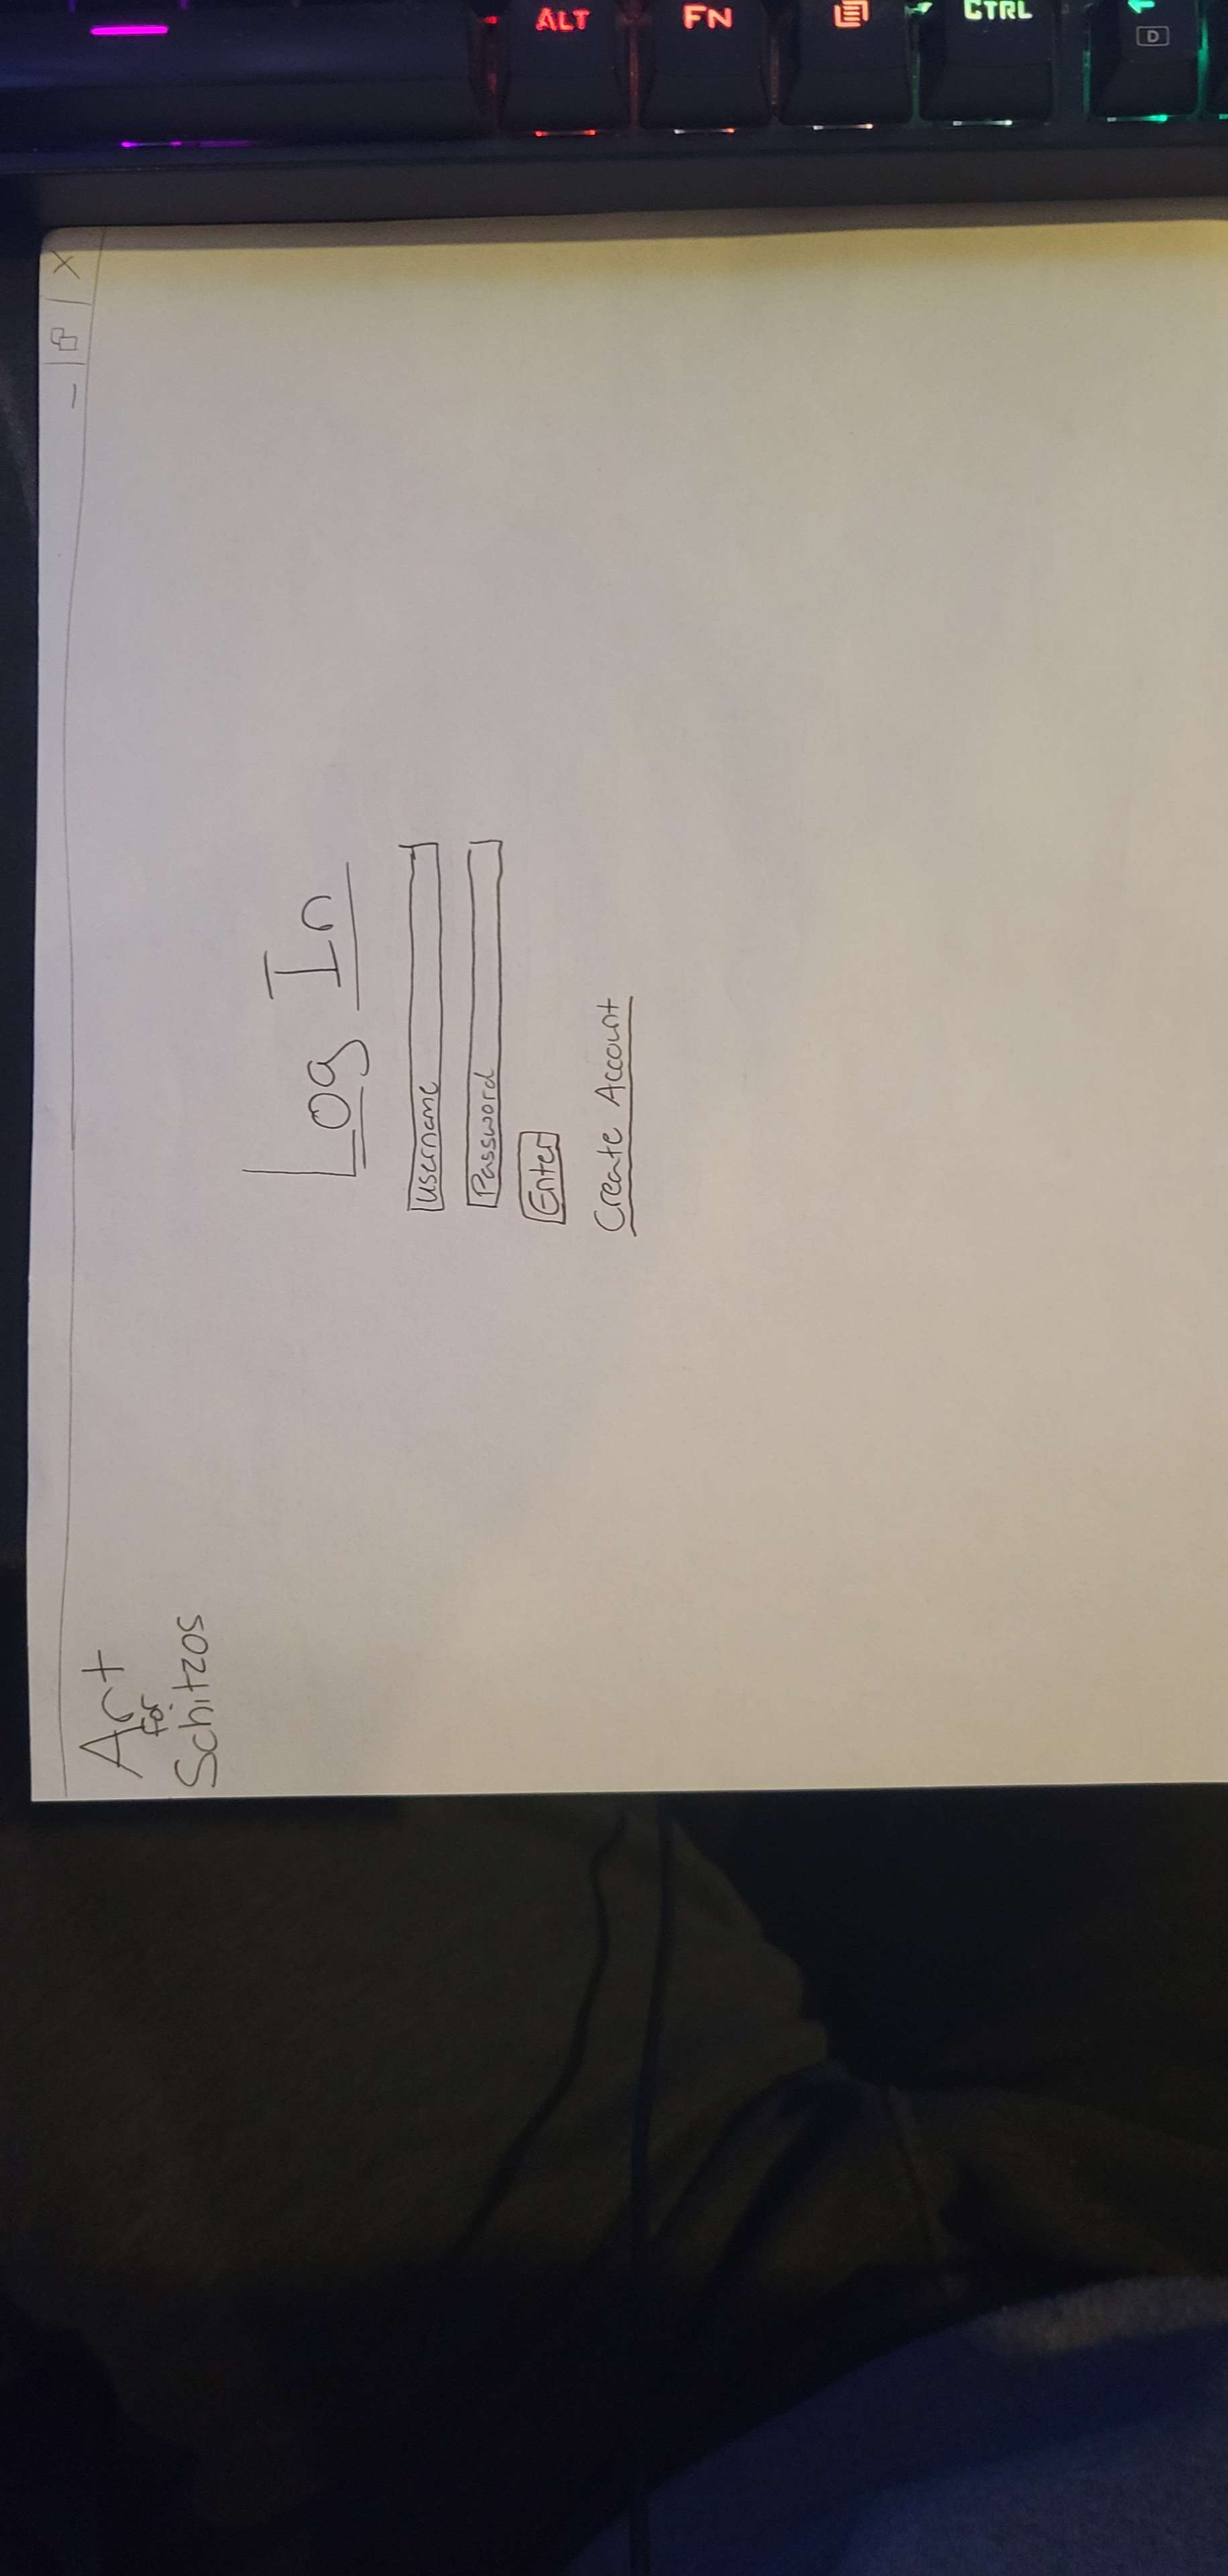 ALT FN CTRL
D
X
Art
for
Schitzos
Log In
Username
Password
Enter
Create Account